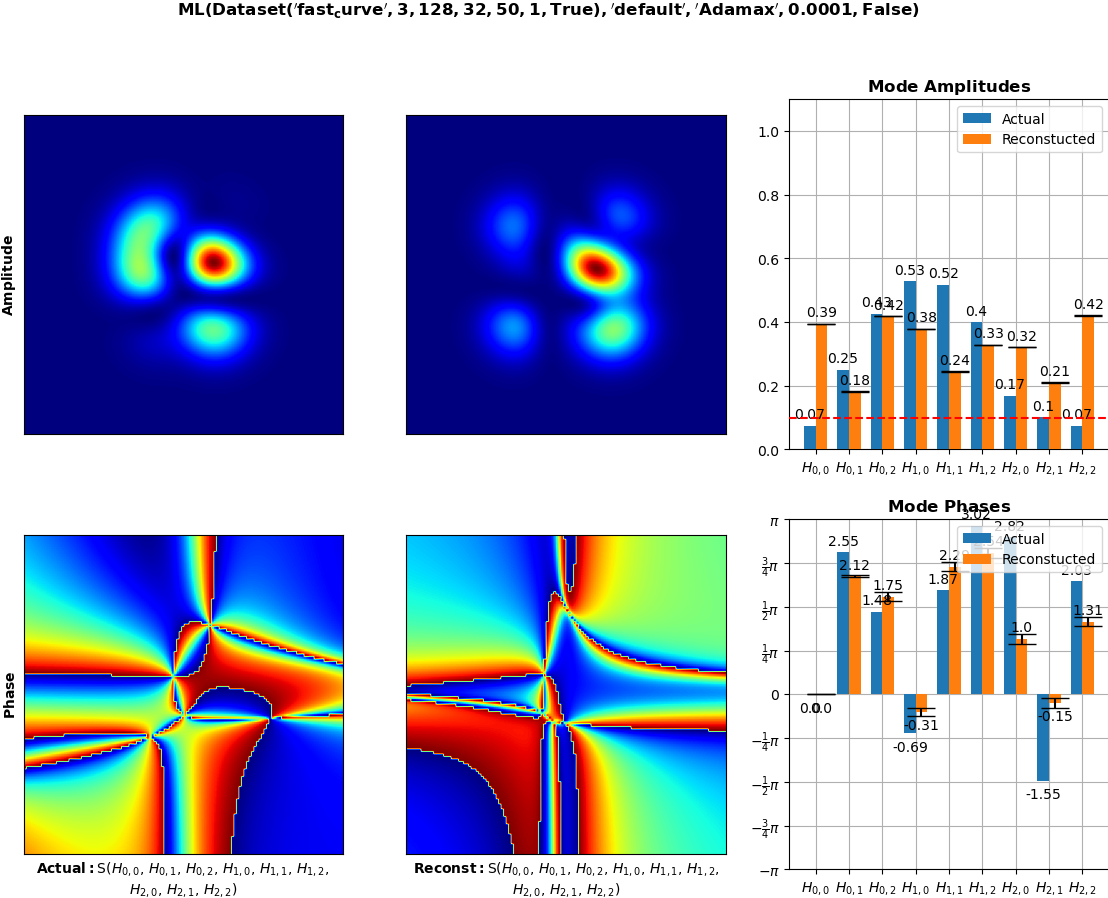 ML(Dataset('fast_curve', 3, 128, 32, 50, 1, True), 'default', 'Adamax', 0.0001, False)
Amplitude
Mode Amplitudes
Actual
Reconstucted
1.0
0.8
0.6
0.4
0.2
0.0
0.07
0.39
0.25
0.18
0.43
0.42
0.53
0.38
0.52
0.24
0.4
0.33
0.17
0.32
0.1
0.21
0.07
0.42
H0,0 H0,1 H0,2 H1,0 H1,1 H1,2 H2,0 H2,1 H2,2
Phase
Mode Phases
Actual
Reconstucted
π
3/4π
1/2π
1/4π
0
−1/4π
−1/2π
−3/4π
−π
0.0
0.0
2.55
2.12
1.48
1.75
-0.69
-0.31
1.87
3.02
2.82
1.0
-1.55
-0.15
2.03
1.31
H0,0 H0,1 H0,2 H1,0 H1,1 H1,2 H2,0 H2,1 H2,2
Actual: S(H0,0, H0,1, H0,2, H1,0, H1,1, H1,2,
H2,0, H2,1, H2,2)
Reconst: S(H0,0, H0,1, H0,2, H1,0, H1,1, H1,2,
H2,0, H2,1, H2,2)